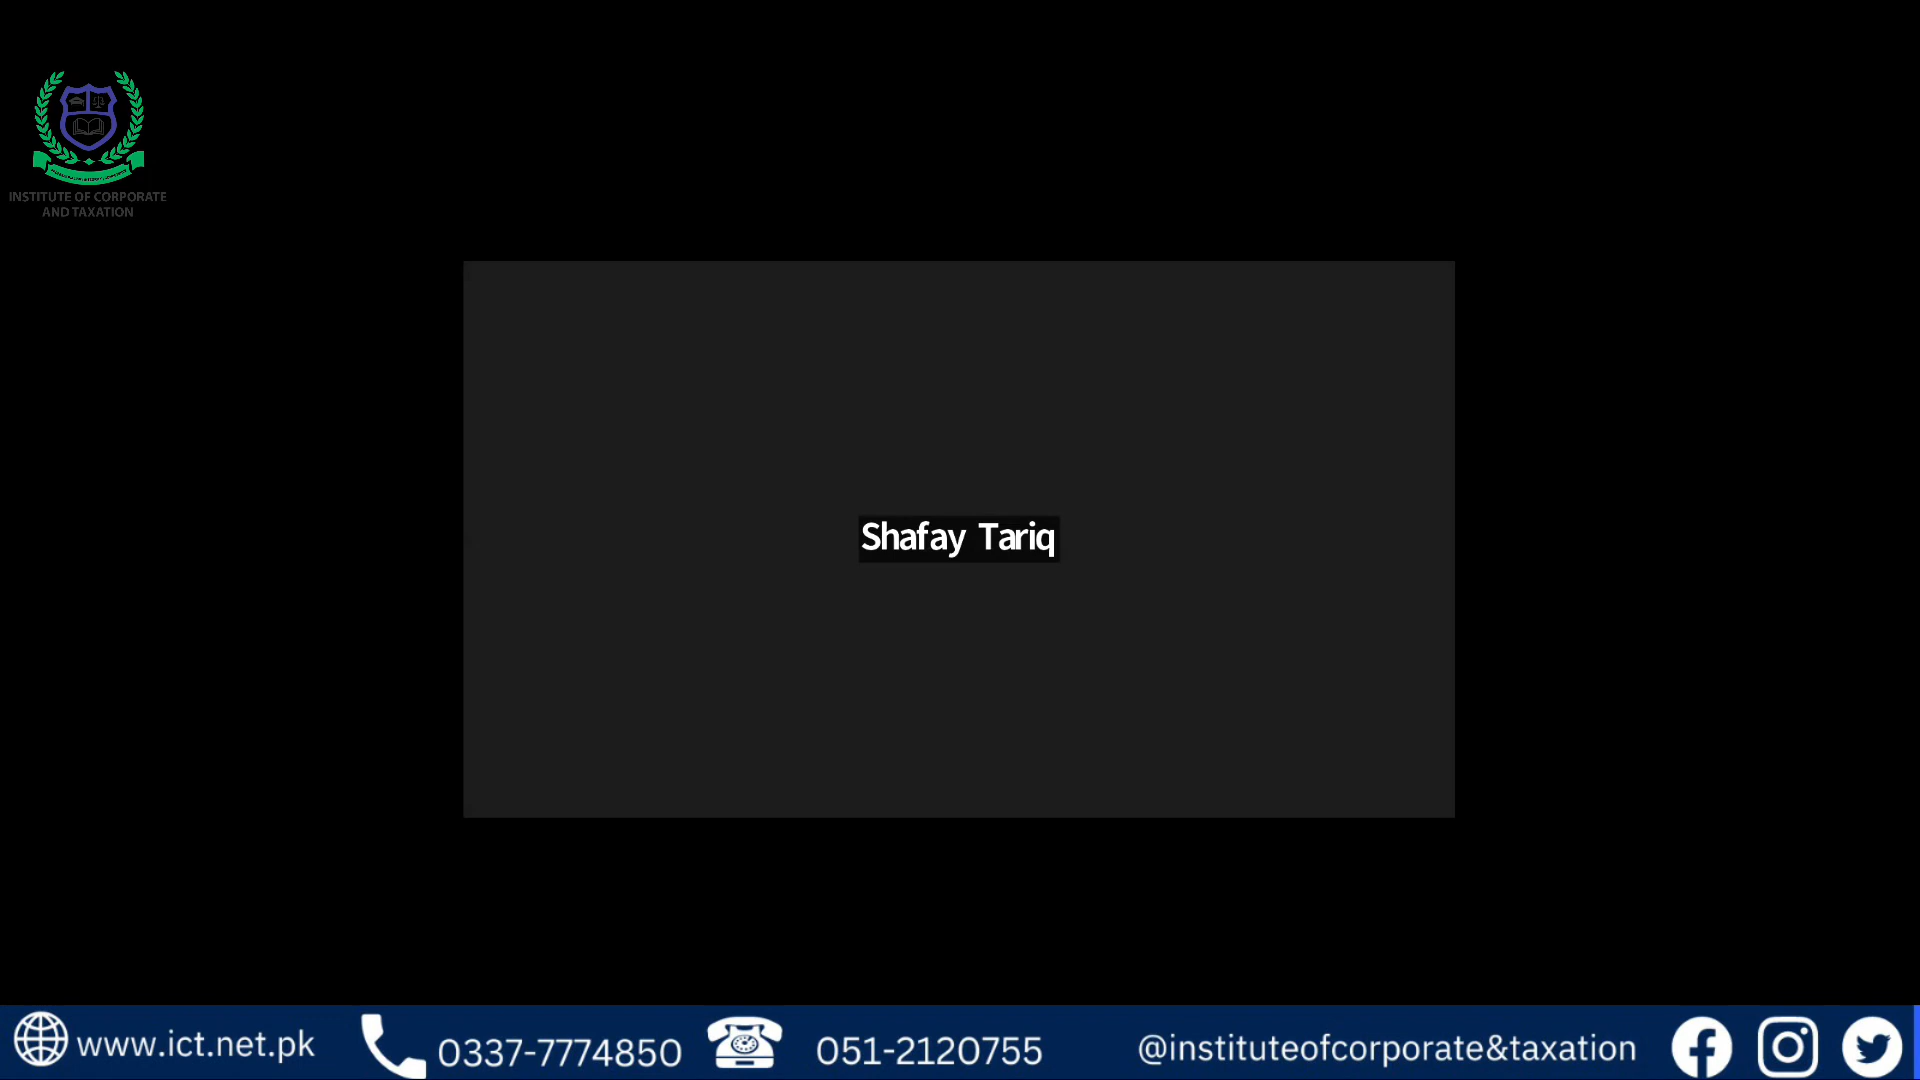 INSTITUTE OF CORPORATE
AND TAXATION
Shafay Tariq
www.ict.net.pk
0337-7774850
051-2120755
@instituteofcorporate&taxation